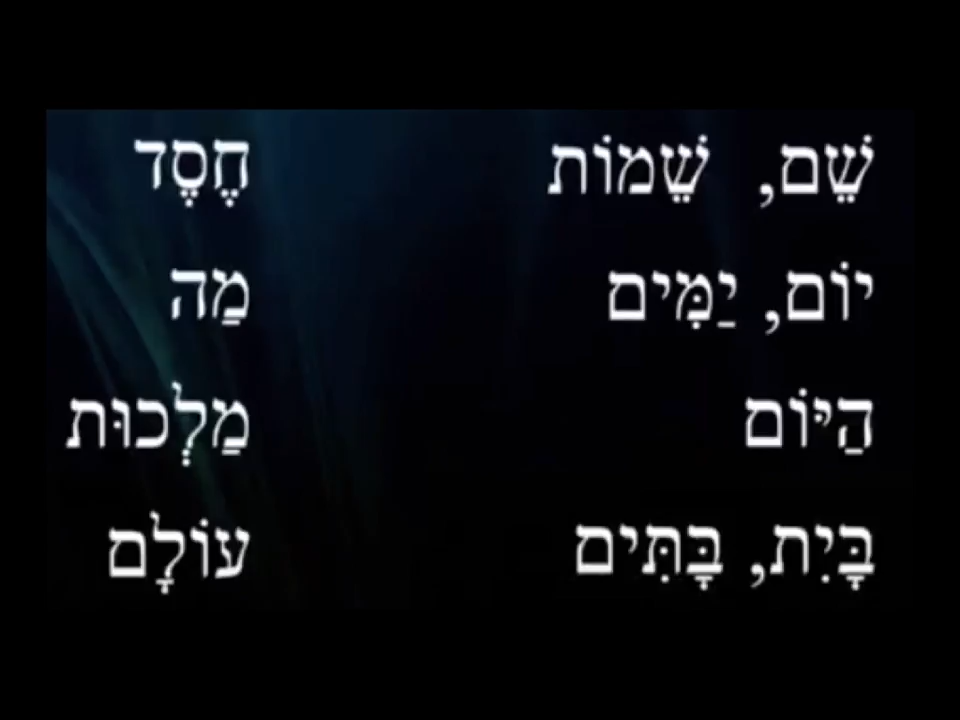 שֶׁם, שֶׁמוֹת
יוֹם, יַמִּים
הַיּוֹם
בָּיִת, בָּתִּים
חֶסֶד
מַה
מַלְכוּת
עוֹלָם